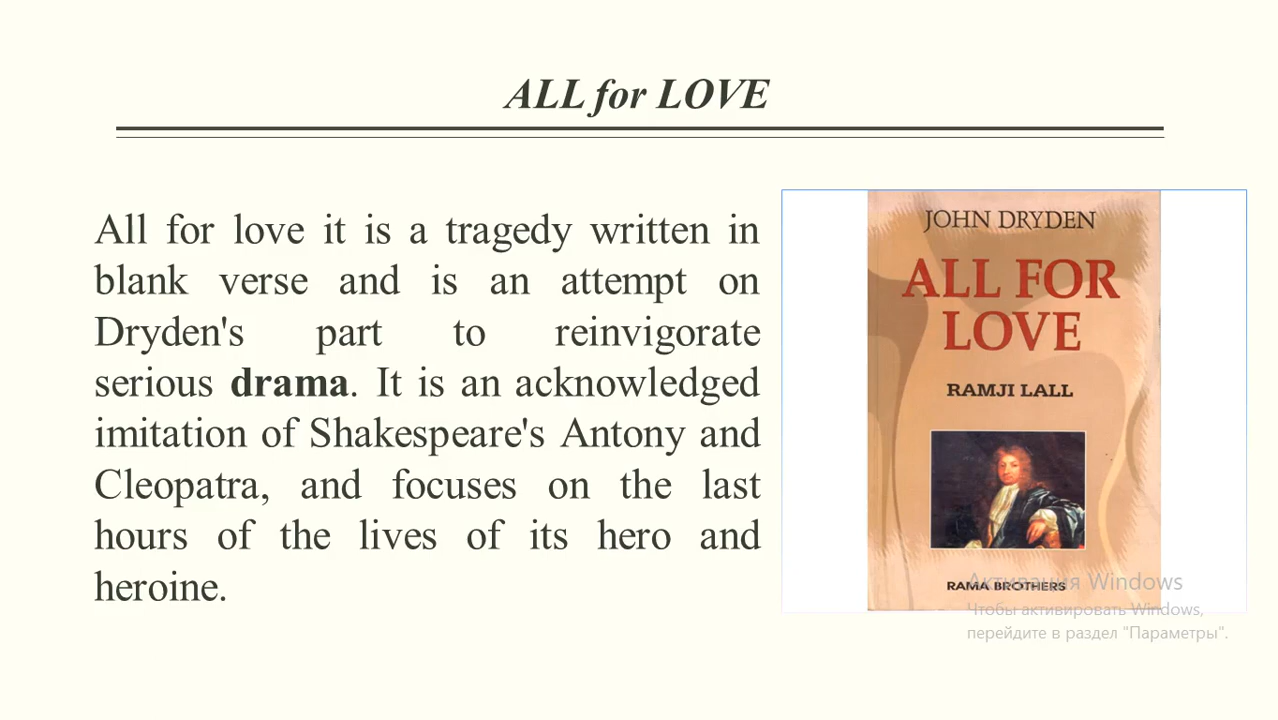 ALL for LOVE
All for love it is a tragedy written in
blank verse and is an attempt on
Dryden's part to reinvigorate
serious drama. It is an acknowledged
imitation of Shakespeare's Antony and
Cleopatra, and focuses on the last
hours of the lives of its hero and
heroine.
JOHN DRYDEN
ALL FOR
LOVE
RAMJI LALL
RAMA BROTHERS
Активация Windows
Чтобы активировать Windows,
перейдите в раздел "Параметры".